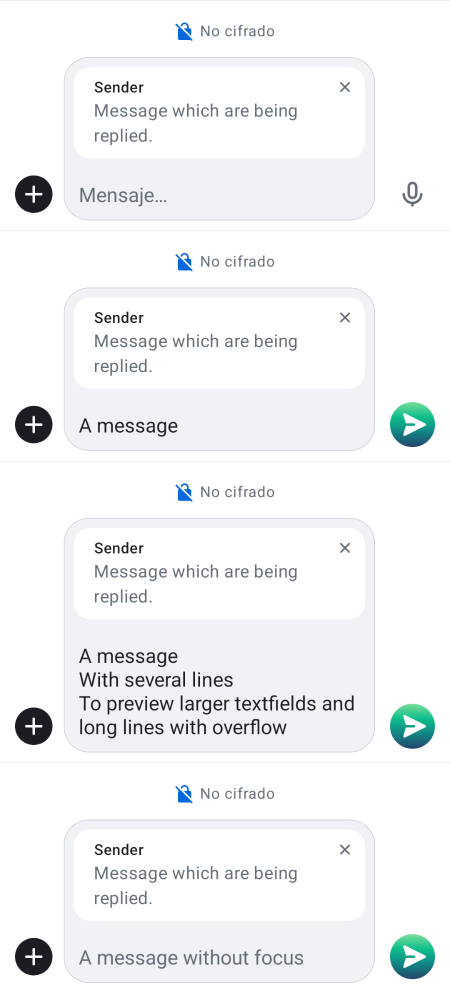 No cifrado
Sender
Message which are being
replied.
Mensaje…
No cifrado
Sender
Message which are being
replied.
A message
No cifrado
Sender
Message which are being
replied.
A message
With several lines
To preview larger textfields and
long lines with overflow
No cifrado
Sender
Message which are being
replied.
A message without focus